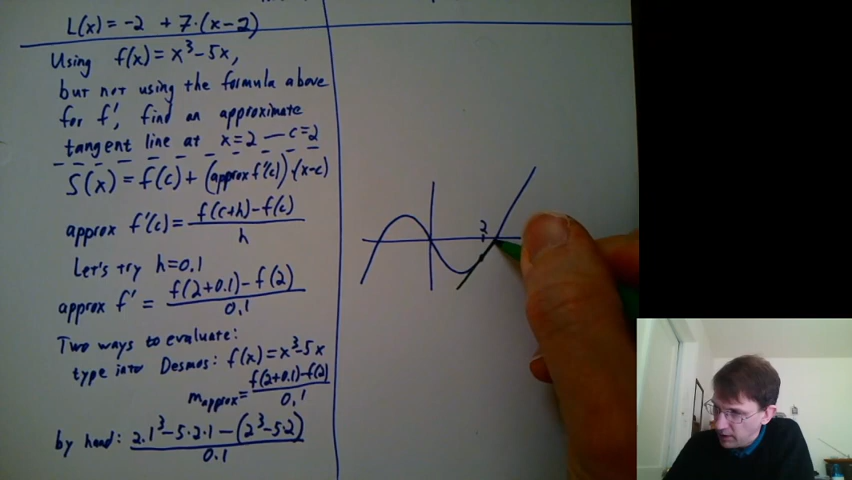 L(x) = -2 + 7·(x-2)
Using f(x) = x³-5x,
but not using the formula above
for f', find an approximate
tangent line at x=2 — c=2
S(x) = f(c) + (approx f'(c))·(x-c)
approx f'(c) = f(c+h)-f(c) / h
Let's try h=0.1
approx f' = f(2+0.1)-f(2) / 0.1
Two ways to evaluate:
type into Desmos: f(x) = x³-5x
m approx = f(2+0.1)-f(2) / 0.1
by hand: 2.1³-5·2.1-(2³-5·2) / 0.1
2